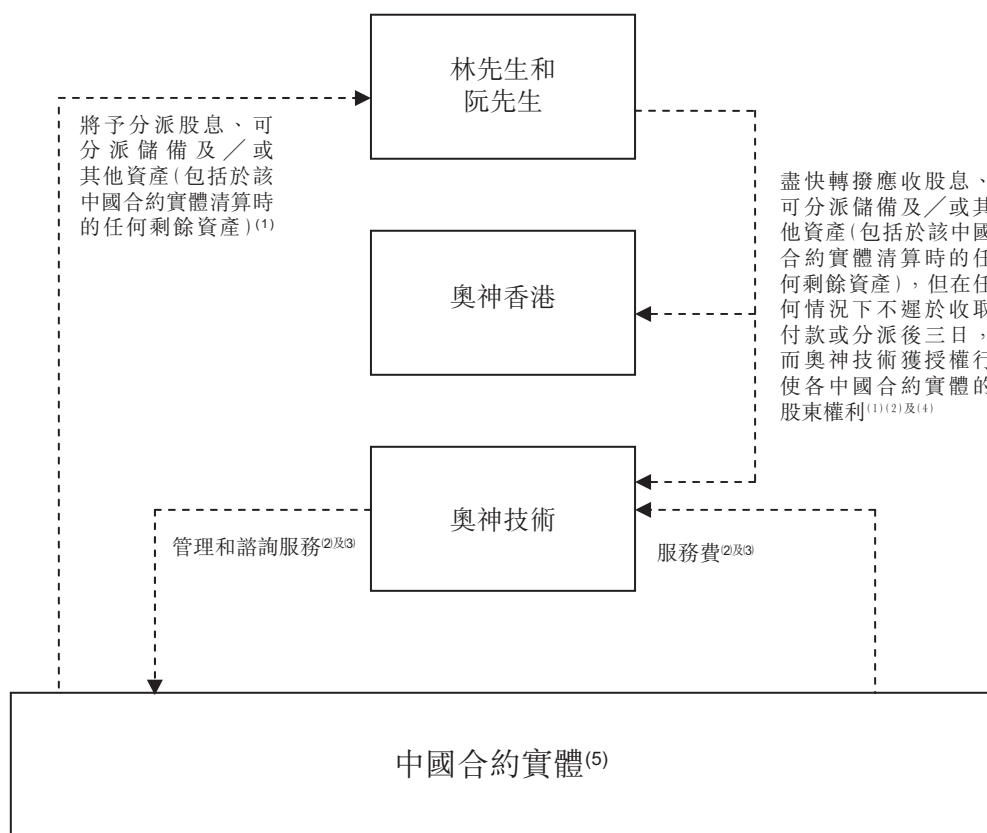 林先生和
阮先生
將予分派股息、可
分派儲備及／或
其他資產(包括於該
中國合約實體清算時
的任何剩餘資產)(1)
盡快轉撥應收股息、
可分派儲備及／或其
他資產(包括於該中國
合約實體清算時的任
何剩餘資產)，但在任
何情況下不遲於收取
付款或分派後三日，
而奧神技術獲授權行
使各中國合約實體的
股東權利(1)(2)及(4)
奧神香港
奧神技術
管理和諮詢服務(2)及(3)
服務費(2)及(3)
中國合約實體(5)